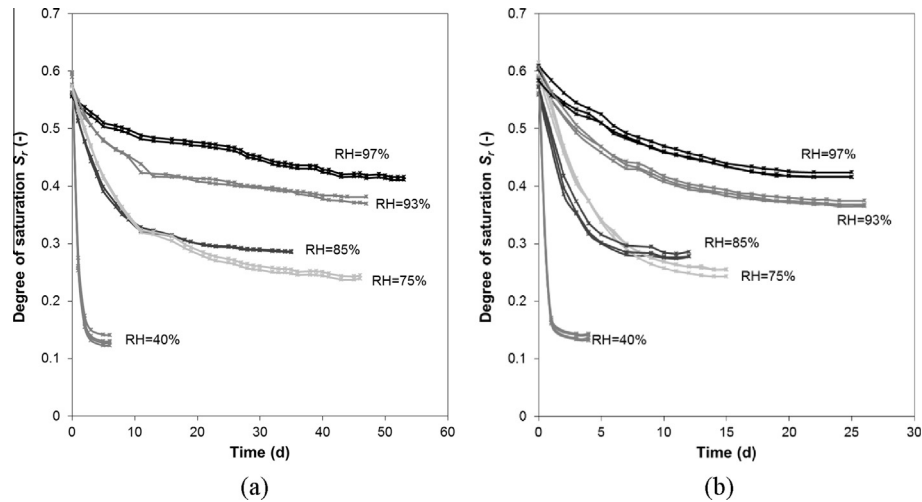 0.7
0.6
0.5
0.4
0.3
0.2
0.1
0
Degree of saturation Sr (-)
RH=97%
RH=93%
RH=85%
RH=75%
RH=40%
0 10 20 30 40 50 60
Time (d)
(a)
0.7
0.6
0.5
0.4
0.3
0.2
0.1
0
Degree of saturation Sr (-)
RH=97%
RH=93%
RH=85%
RH=75%
RH=40%
0 5 10 15 20 25 30
Time (d)
(b)